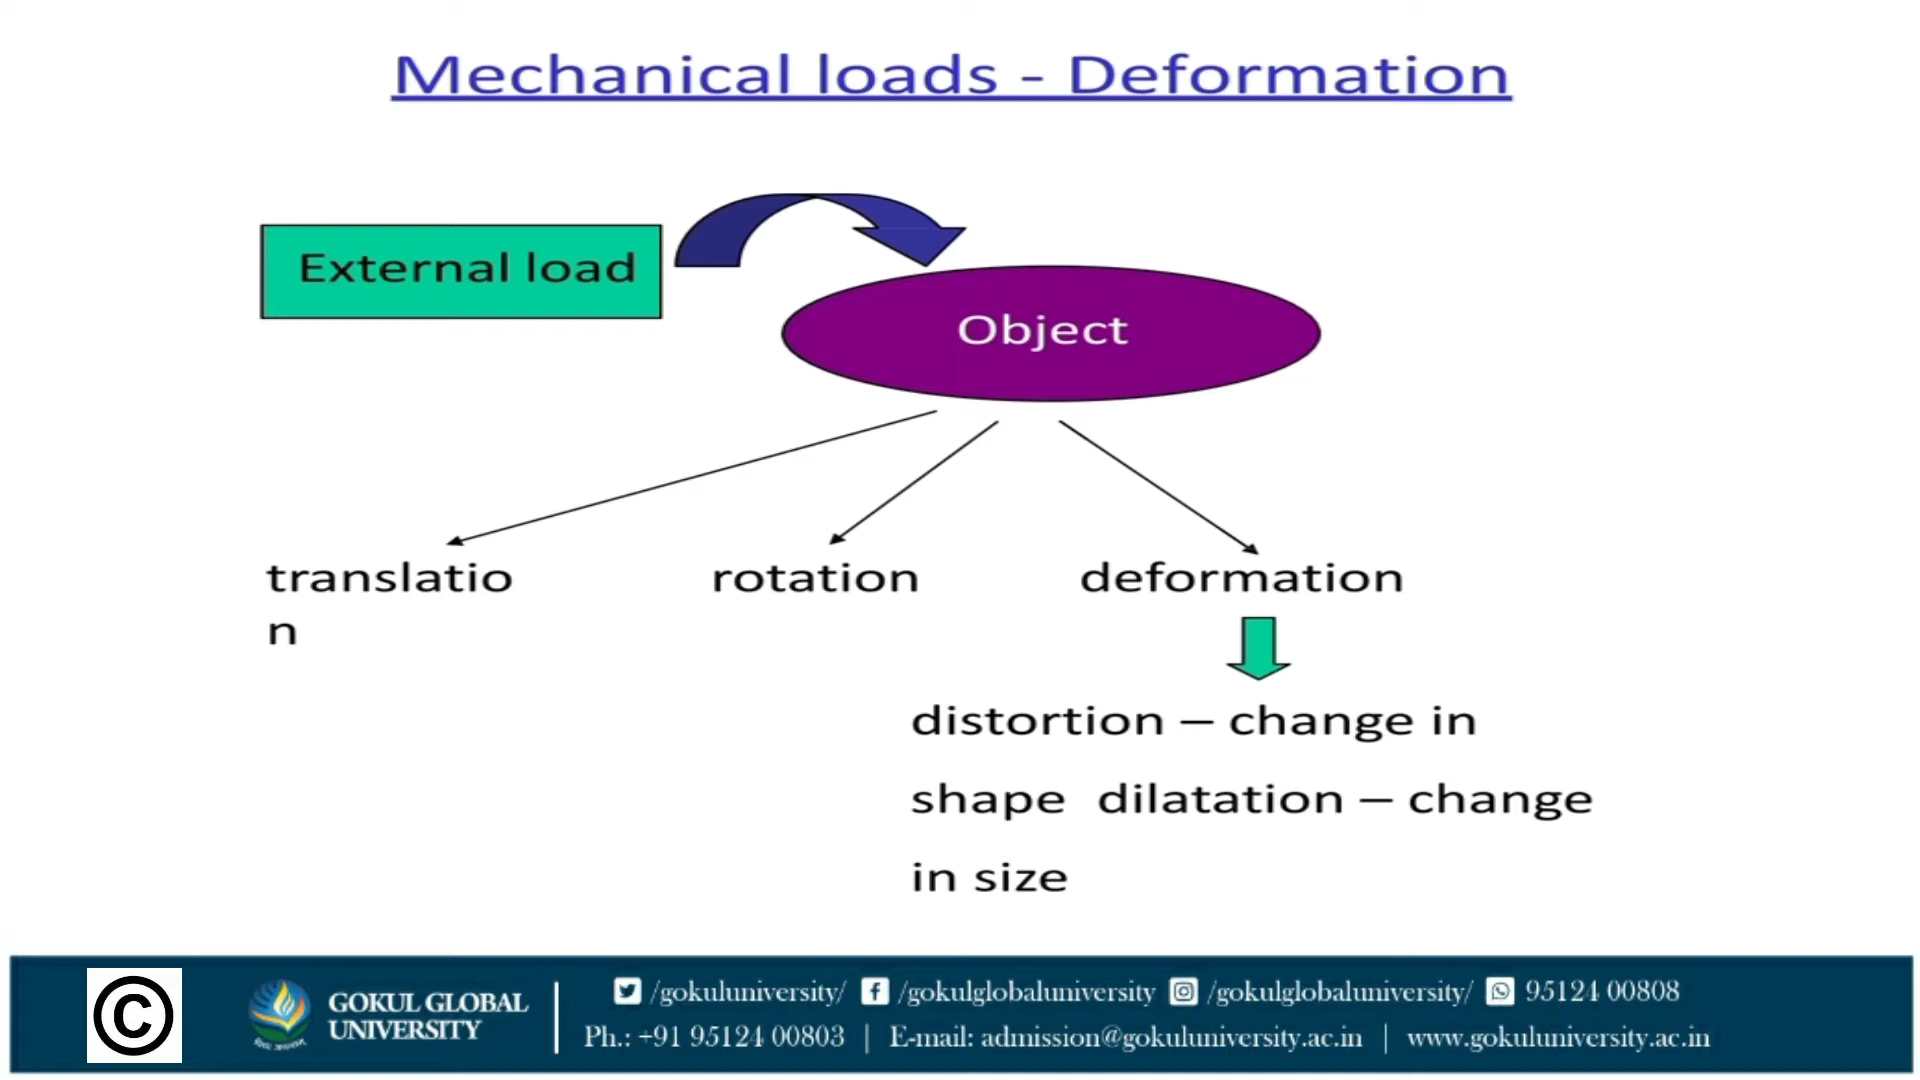 Mechanical loads - Deformation
External load
Object
translatio
n
rotation
deformation
distortion – change in
shape dilatation – change
in size
©
GOKUL GLOBAL
UNIVERSITY
/gokuluniversity/ /gokulglobaluniversity /gokulglobaluniversity/ 95124 00808
Ph.: +91 95124 00803 | E-mail: admission@gokuluniversity.ac.in | www.gokuluniversity.ac.in